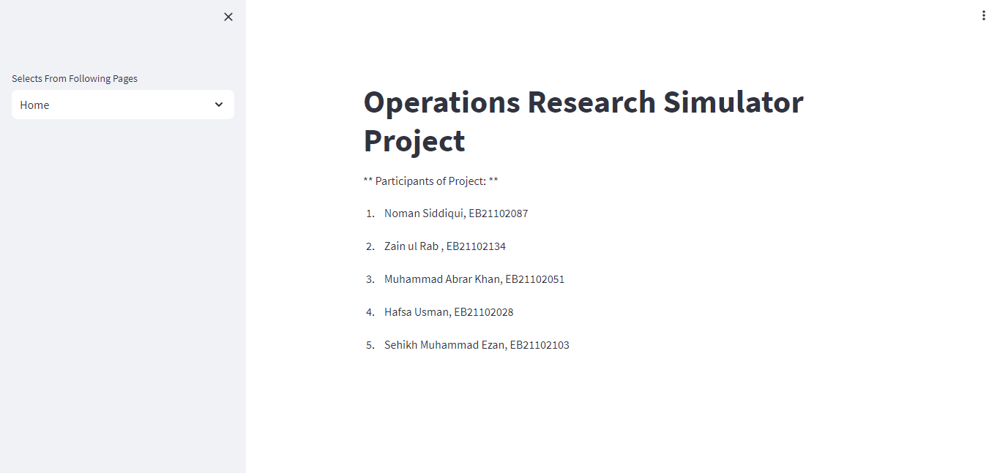 Selects From Following Pages
Home
Operations Research Simulator
Project
** Participants of Project: **
1. Noman Siddiqui, EB21102087
2. Zain ul Rab , EB21102134
3. Muhammad Abrar Khan, EB21102051
4. Hafsa Usman, EB21102028
5. Sehikh Muhammad Ezan, EB21102103